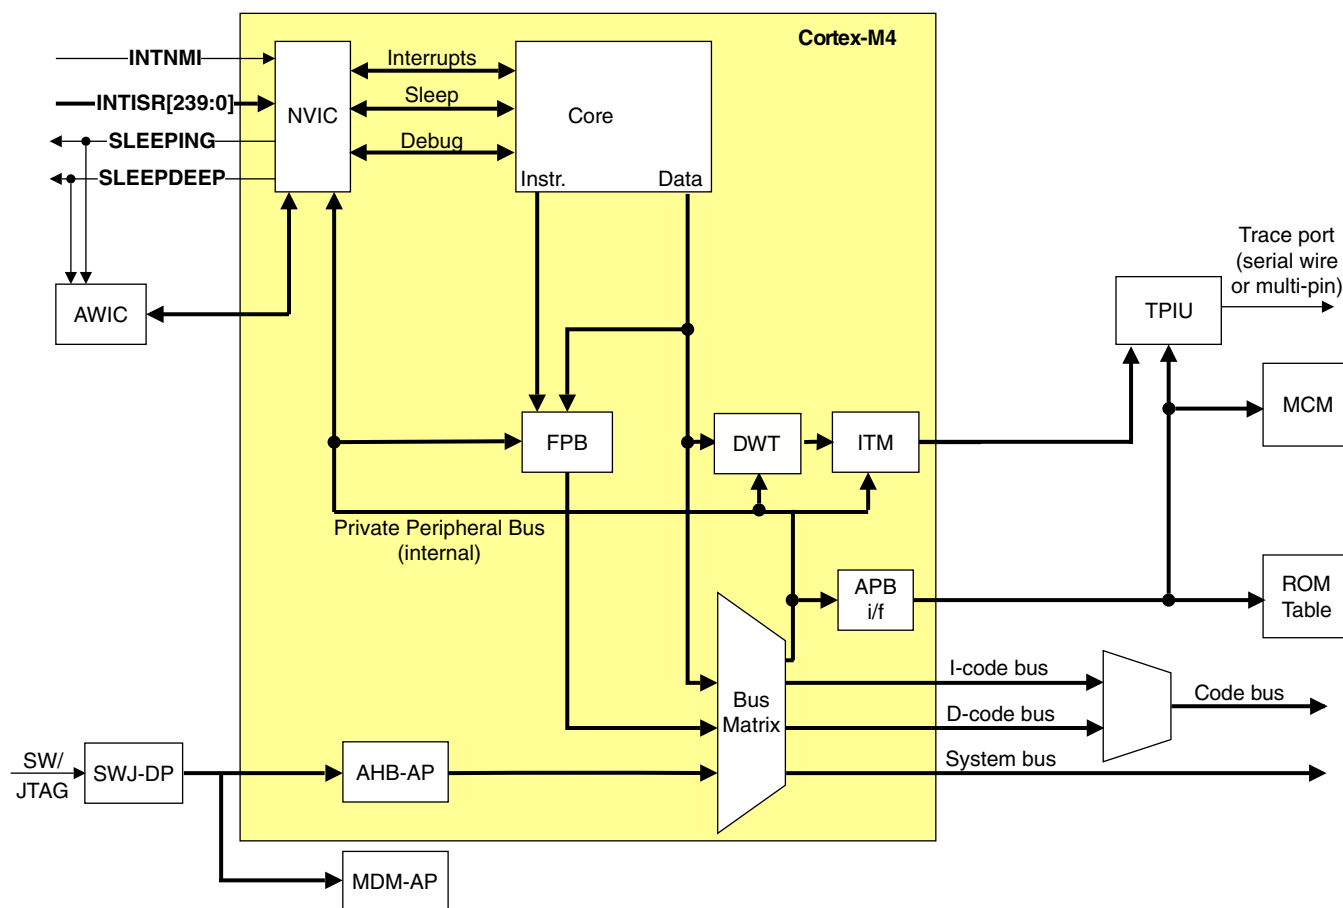 Cortex-M4
INTNMI
INTISR[239:0]
SLEEPING
SLEEPDEEP
NVIC
Interrupts
Sleep
Debug
Core
Instr.
Data
AWIC
Trace port
(serial wire
or multi-pin)
TPIU
MCM
FPB
DWT
ITM
Private Peripheral Bus
(internal)
APB
i/f
ROM
Table
Bus
Matrix
I-code bus
D-code bus
Code bus
System bus
SW/
JTAG
SWJ-DP
AHB-AP
MDM-AP